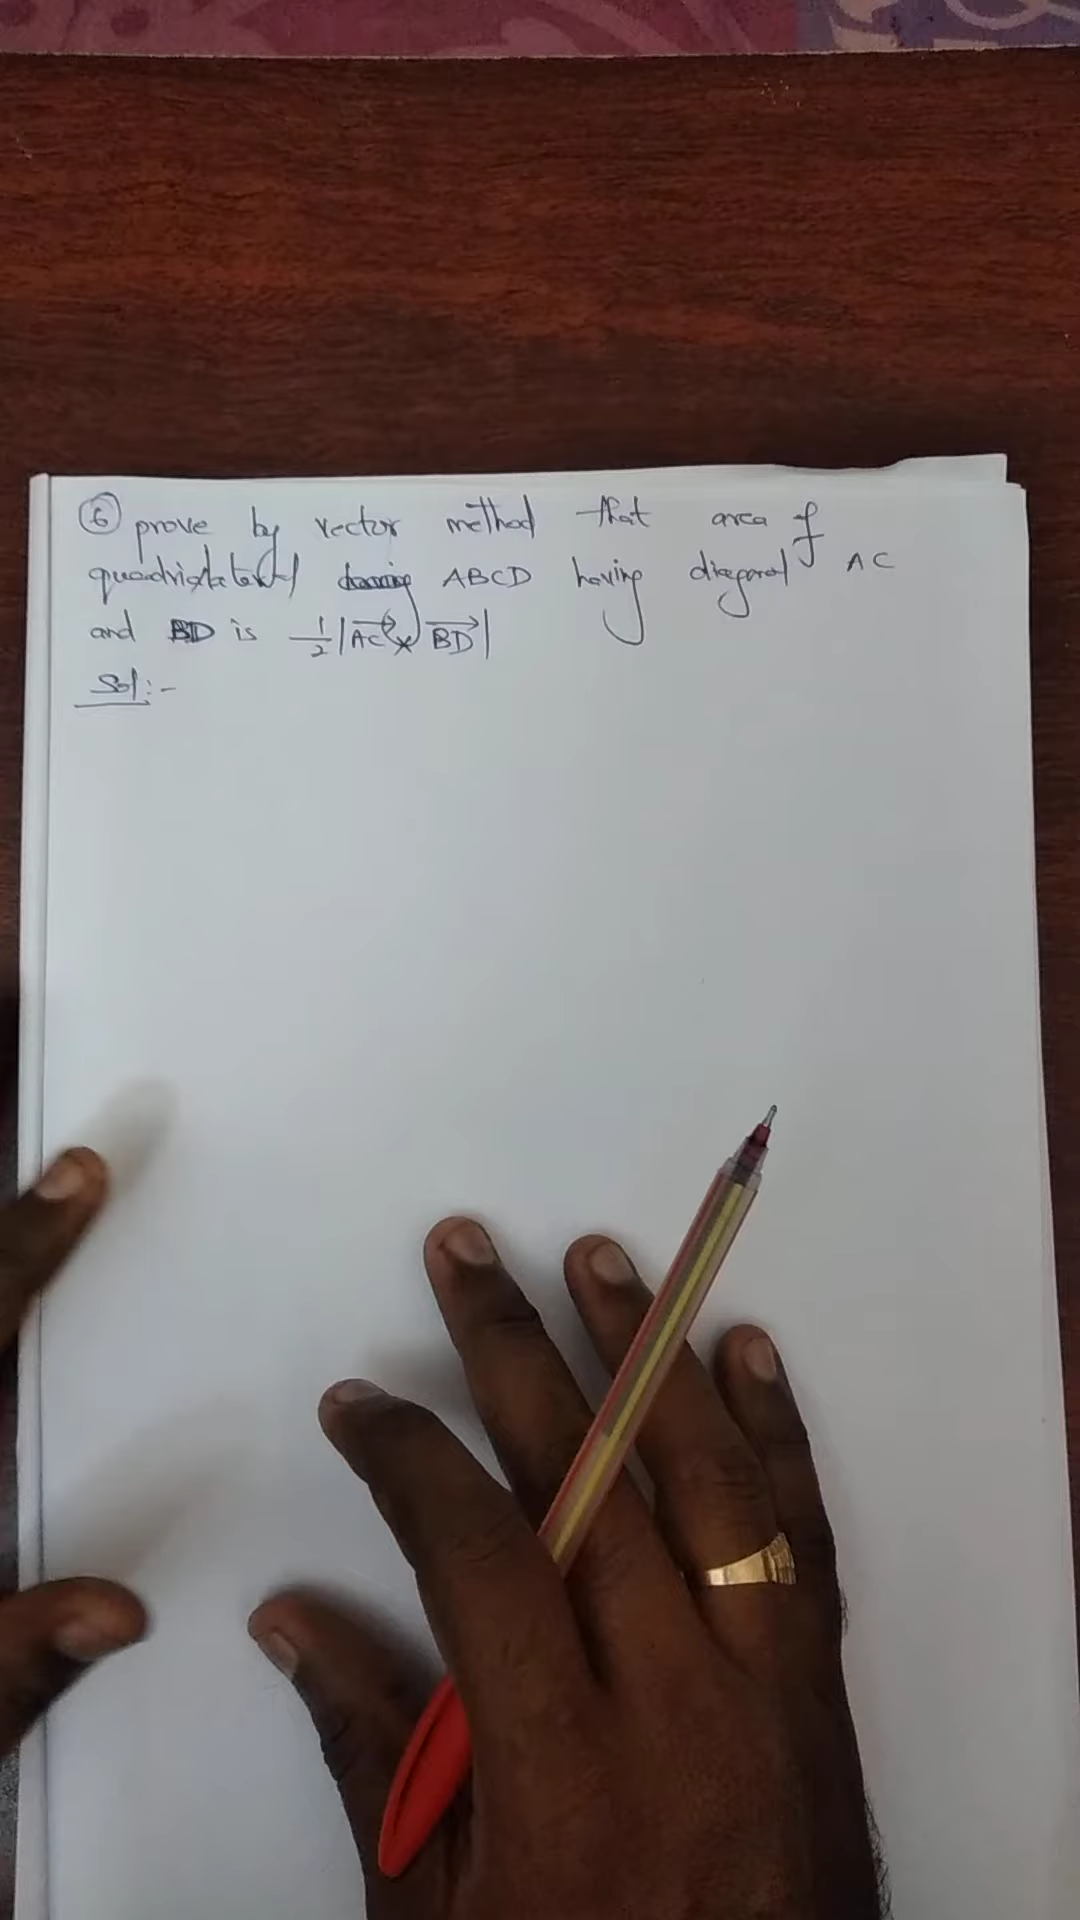 ⑥ prove by vector method that area of
quadrilateral ABCD having diagonal AC
and BD is 1/2 |AC⃗ × BD⃗|
Sol:-